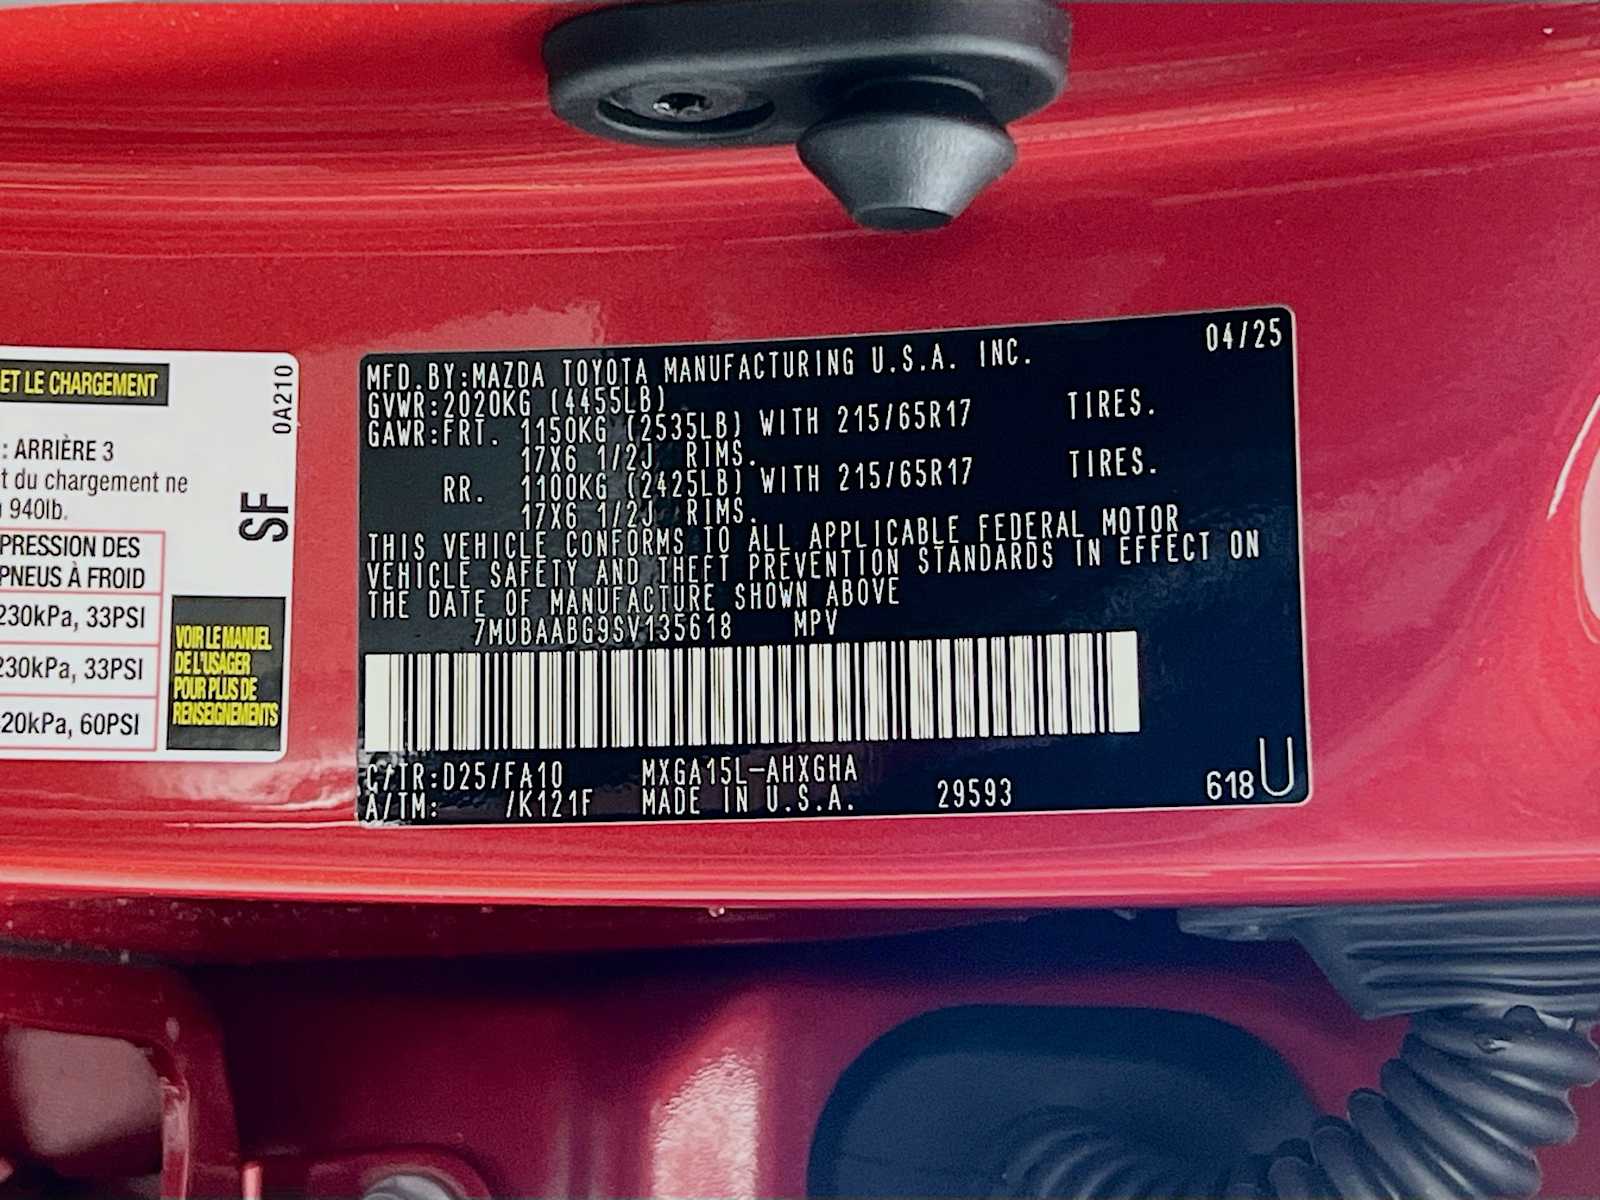 ET LE CHARGEMENT
0A210
: ARRIÈRE 3
t du chargement ne
940lb.
SF
PRESSION DES
PNEUS À FROID
230kPa, 33PSI
230kPa, 33PSI
20kPa, 60PSI
VOIR LE MANUEL
DE L'USAGER
POUR PLUS DE
RENSEIGNEMENTS
04/25
MFD.BY:MAZDA TOYOTA MANUFACTURING U.S.A. INC.
GVWR:2020KG (4455LB)
GAWR:FRT. 1150KG (2535LB) WITH 215/65R17 TIRES.
17X6 1/2J RIMS.
RR. 1100KG (2425LB) WITH 215/65R17 TIRES.
17X6 1/2J RIMS.
THIS VEHICLE CONFORMS TO ALL APPLICABLE FEDERAL MOTOR
VEHICLE SAFETY AND THEFT PREVENTION STANDARDS IN EFFECT ON
THE DATE OF MANUFACTURE SHOWN ABOVE
7MUBAABG9SV135618 MPV
C/TR:D25/FA10 MXGA15L-AHXGHA
A/TM: /K121F MADE IN U.S.A. 29593 618 U